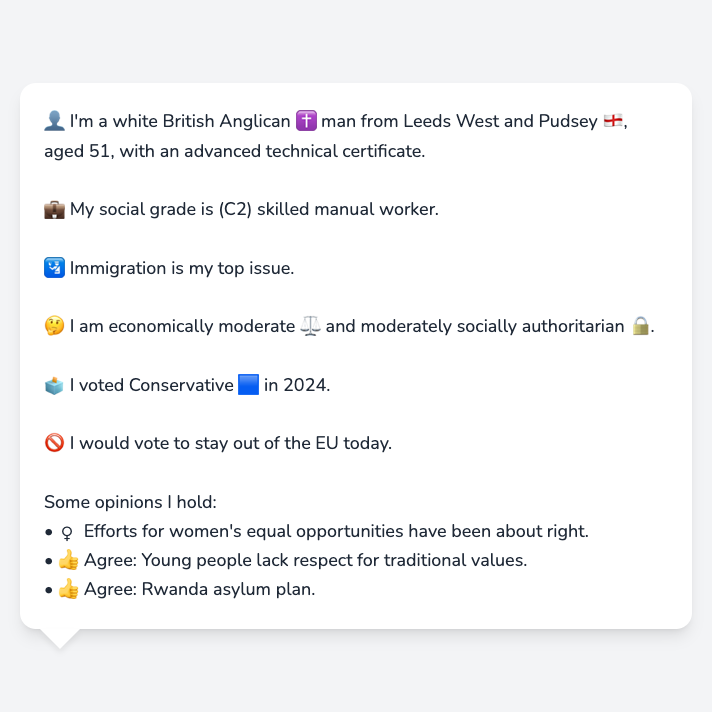 👤 I'm a white British Anglican ✝️ man from Leeds West and Pudsey 🏴󠁧󠁢󠁥󠁮󠁧󠁿,
aged 51, with an advanced technical certificate.
💼 My social grade is (C2) skilled manual worker.
🛂 Immigration is my top issue.
🤔 I am economically moderate ⚖️ and moderately socially authoritarian 🔒.
🗳️ I voted Conservative 🟦 in 2024.
🚫 I would vote to stay out of the EU today.
Some opinions I hold:
• ♀ Efforts for women's equal opportunities have been about right.
• 👍 Agree: Young people lack respect for traditional values.
• 👍 Agree: Rwanda asylum plan.